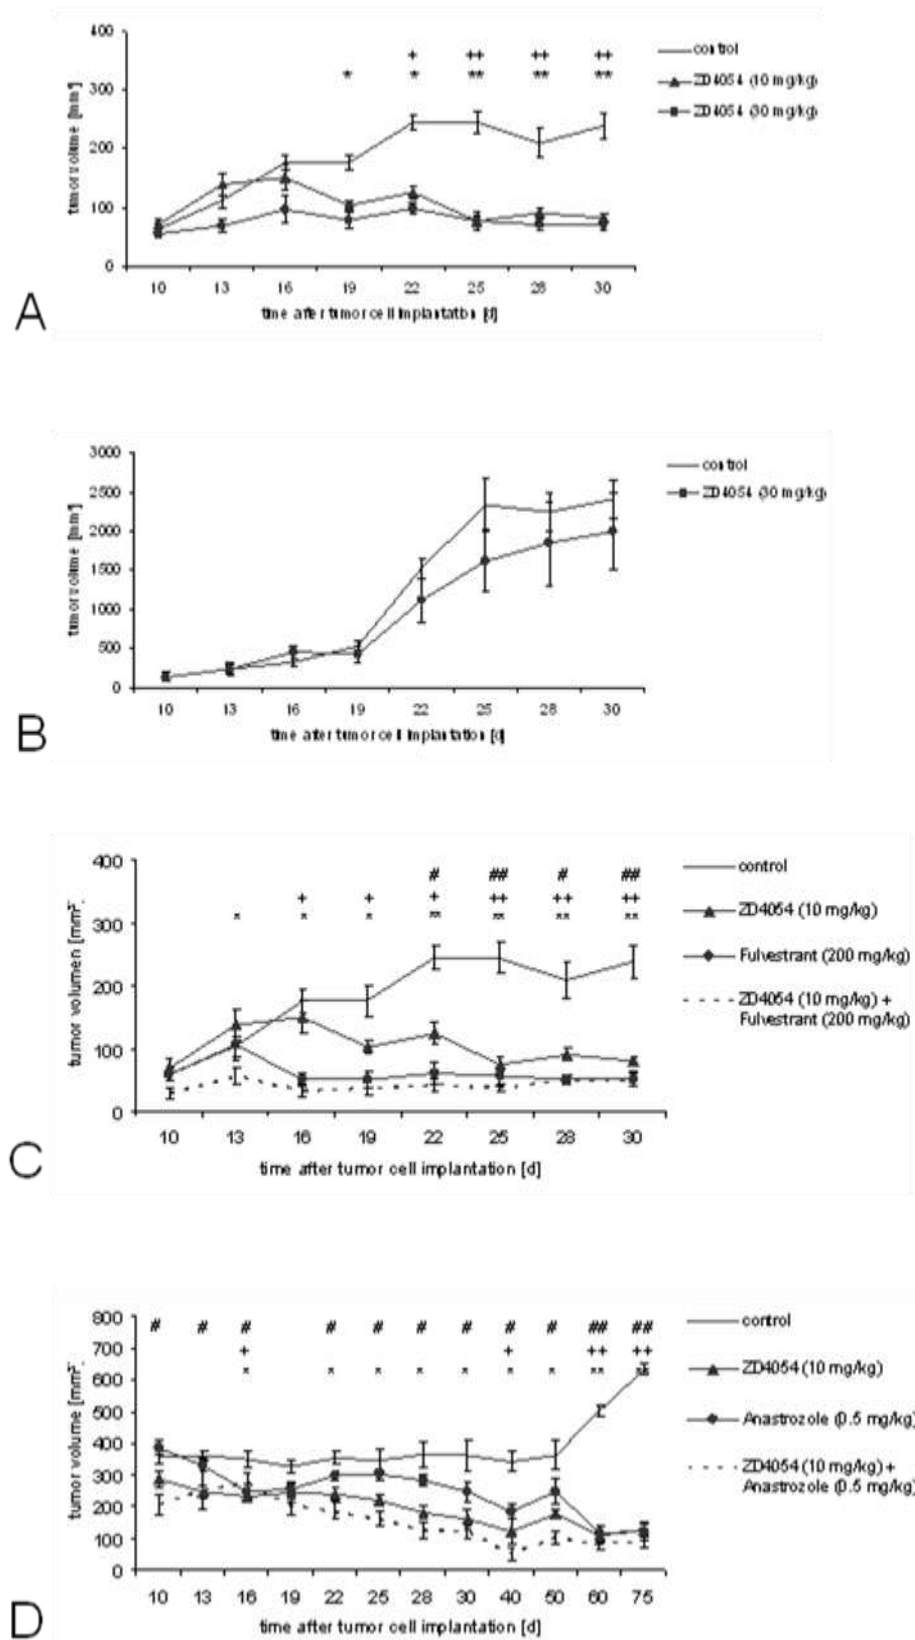 400
300
200
100
0
tumor volume [mm³]
+ ++ ++ ++
* * ** ** **
10 13 16 19 22 25 28 30
time after tumor cell implantation [d]
control
ZD4054 (10 mg/kg)
ZD4054 (30 mg/kg)
A
3000
2500
2000
1500
1000
500
0
tumor volume [mm³]
10 13 16 19 22 25 28 30
time after tumor cell implantation [d]
control
ZD4054 (30 mg/kg)
B
400
300
200
100
0
tumor volumen [mm³]
# ## # ##
+ + + ++ ++ ++
* * * ** ** ** **
10 13 16 19 22 25 28 30
time after tumor cell implantation [d]
control
ZD4054 (10 mg/kg)
Fulvestrant (200 mg/kg)
ZD4054 (10 mg/kg) +
Fulvestrant (200 mg/kg)
C
800
700
600
500
400
300
200
100
0
tumor volume [mm³]
# # # # # # # # # ## ##
+ + ++ ++
* * * * * * * ** **
10 13 16 19 22 25 28 30 40 50 60 75
time after tumor cell implantation [d]
control
ZD4054 (10 mg/kg)
Anastrozole (0.5 mg/kg)
ZD4054 (10 mg/kg) +
Anastrozole (0.5 mg/kg)
D